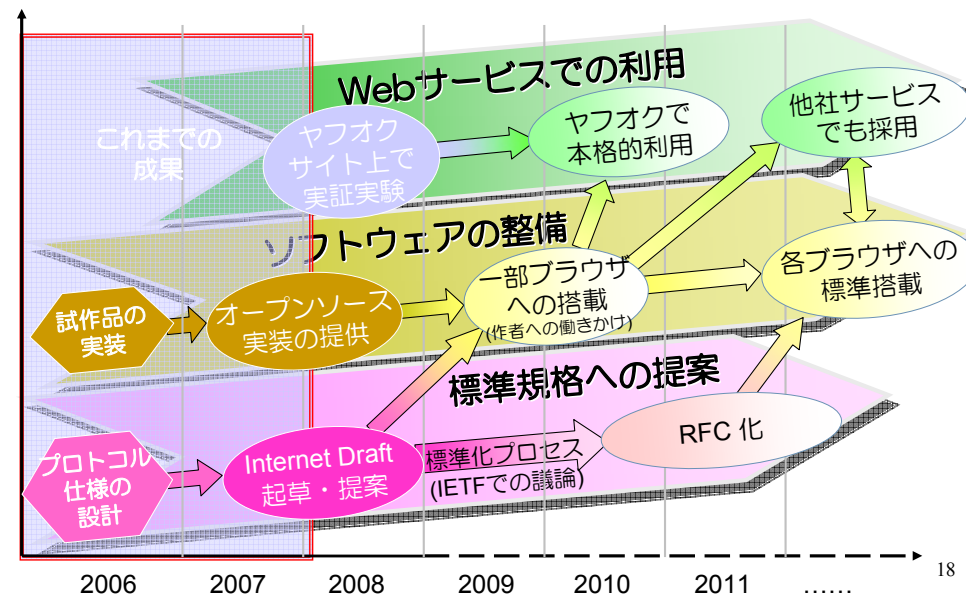 Webサービスでの利用
これまでの
成果
ヤフオク
サイト上で
実証実験
ヤフオクで
本格的利用
他社サービス
でも採用
ソフトウェアの整備
試作品の
実装
オープンソース
実装の提供
一部ブラウザ
への搭載
(作者への働きかけ)
各ブラウザへの
標準搭載
標準規格への提案
プロトコル
仕様の
設計
Internet Draft
起草・提案
標準化プロセス
(IETFでの議論)
RFC 化
2006
2007
2008
2009
2010
2011
……
18